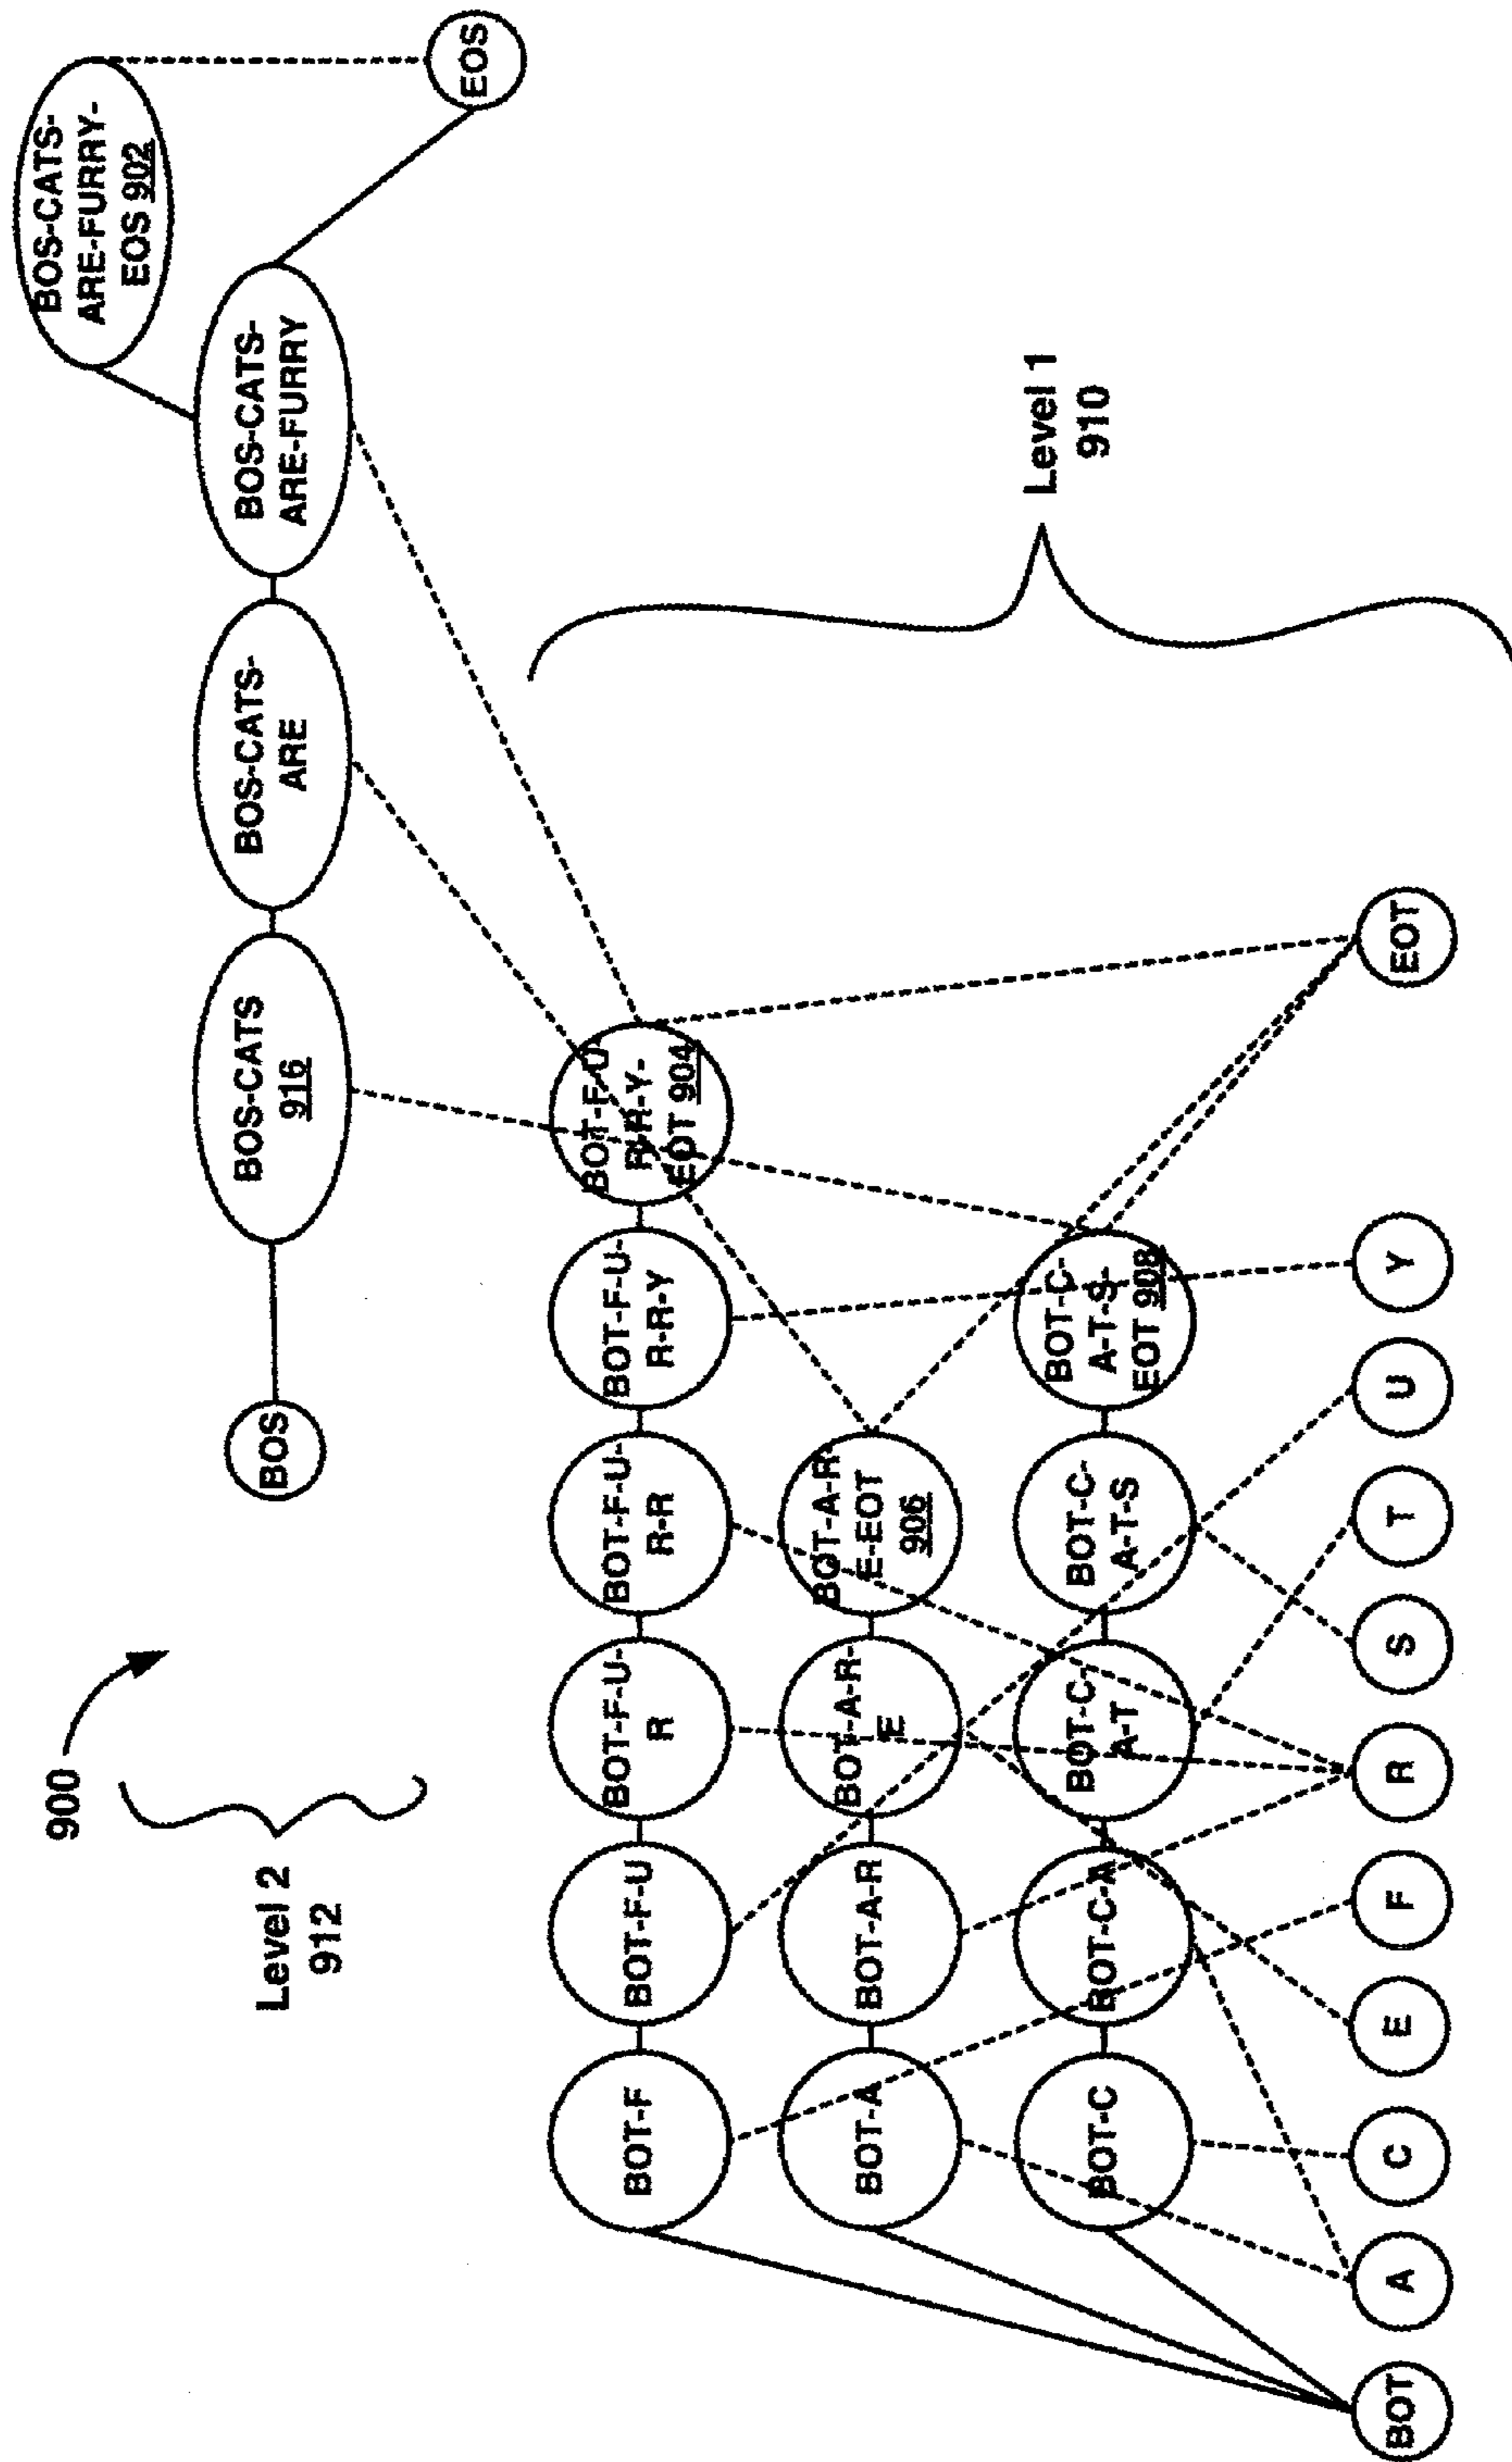 900
BOS-CATS-
ARE-FURRY-
EOS 902
Level 2
912
BOS
BOS-CATS
916
BOS-CATS-
ARE
BOS-CATS-
ARE-FURRY
EOS
BOT-F
BOT-F-U
BOT-F-U-
R
BOT-F-U-
R-R
BOT-F-U-
R-R-Y
BOT-F-U
R-R-Y-
EOT 904
BOT-A
BOT-A-R
BOT-A-R-
E
BOT-A-R-
E-EOT
906
Level 1
910
BOT-C
BOT-C-A
BOT-C-
A-T
BOT-C-
A-T-S
BOT-C-
A-T-S-
EOT 908
BOT
A
C
E
F
R
S
T
U
Y
EOT